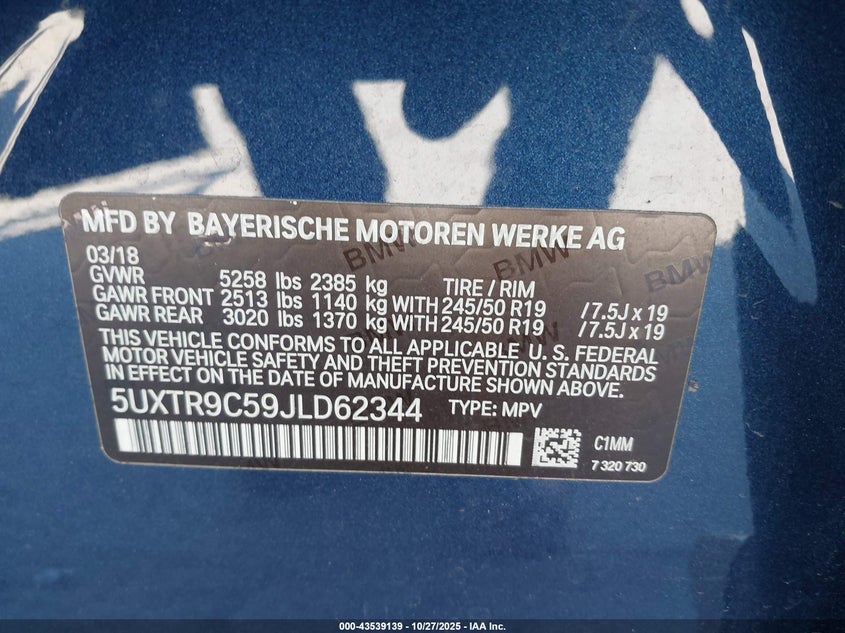 MFD BY BAYERISCHE MOTOREN WERKE AG
03/18
GVWR 5258 lbs 2385 kg TIRE / RIM
GAWR FRONT 2513 lbs 1140 kg WITH 245/50 R19 /7.5J x 19
GAWR REAR 3020 lbs 1370 kg WITH 245/50 R19 /7.5J x 19
THIS VEHICLE CONFORMS TO ALL APPLICABLE U. S. FEDERAL
MOTOR VEHICLE SAFETY AND THEFT PREVENTION STANDARDS
IN EFFECT ON THE DATE OF MANUFACTURE SHOWN ABOVE.
5UXTR9C59JLD62344 TYPE: MPV
C1MM
7 320 730
BMW
BMW
BMW
BMW
000-43539139 - 10/27/2025 - IAA Inc.